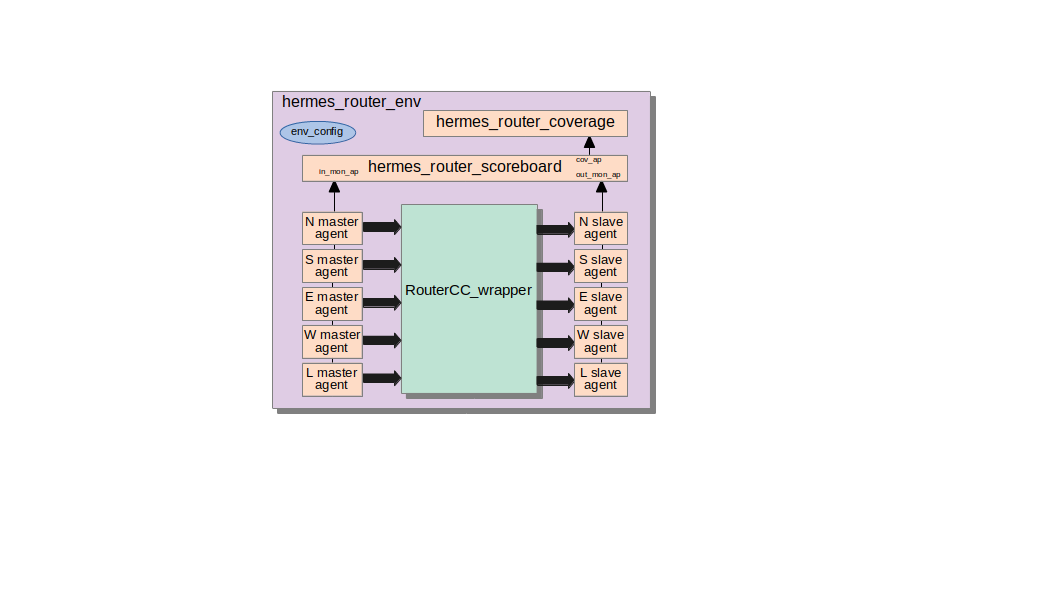 hermes_router_env
env_config
hermes_router_coverage
in_mon_ap
hermes_router_scoreboard
cov_ap
out_mon_ap
N master
agent
S master
agent
E master
agent
W master
agent
L master
agent
RouterCC_wrapper
N slave
agent
S slave
agent
E slave
agent
W slave
agent
L slave
agent